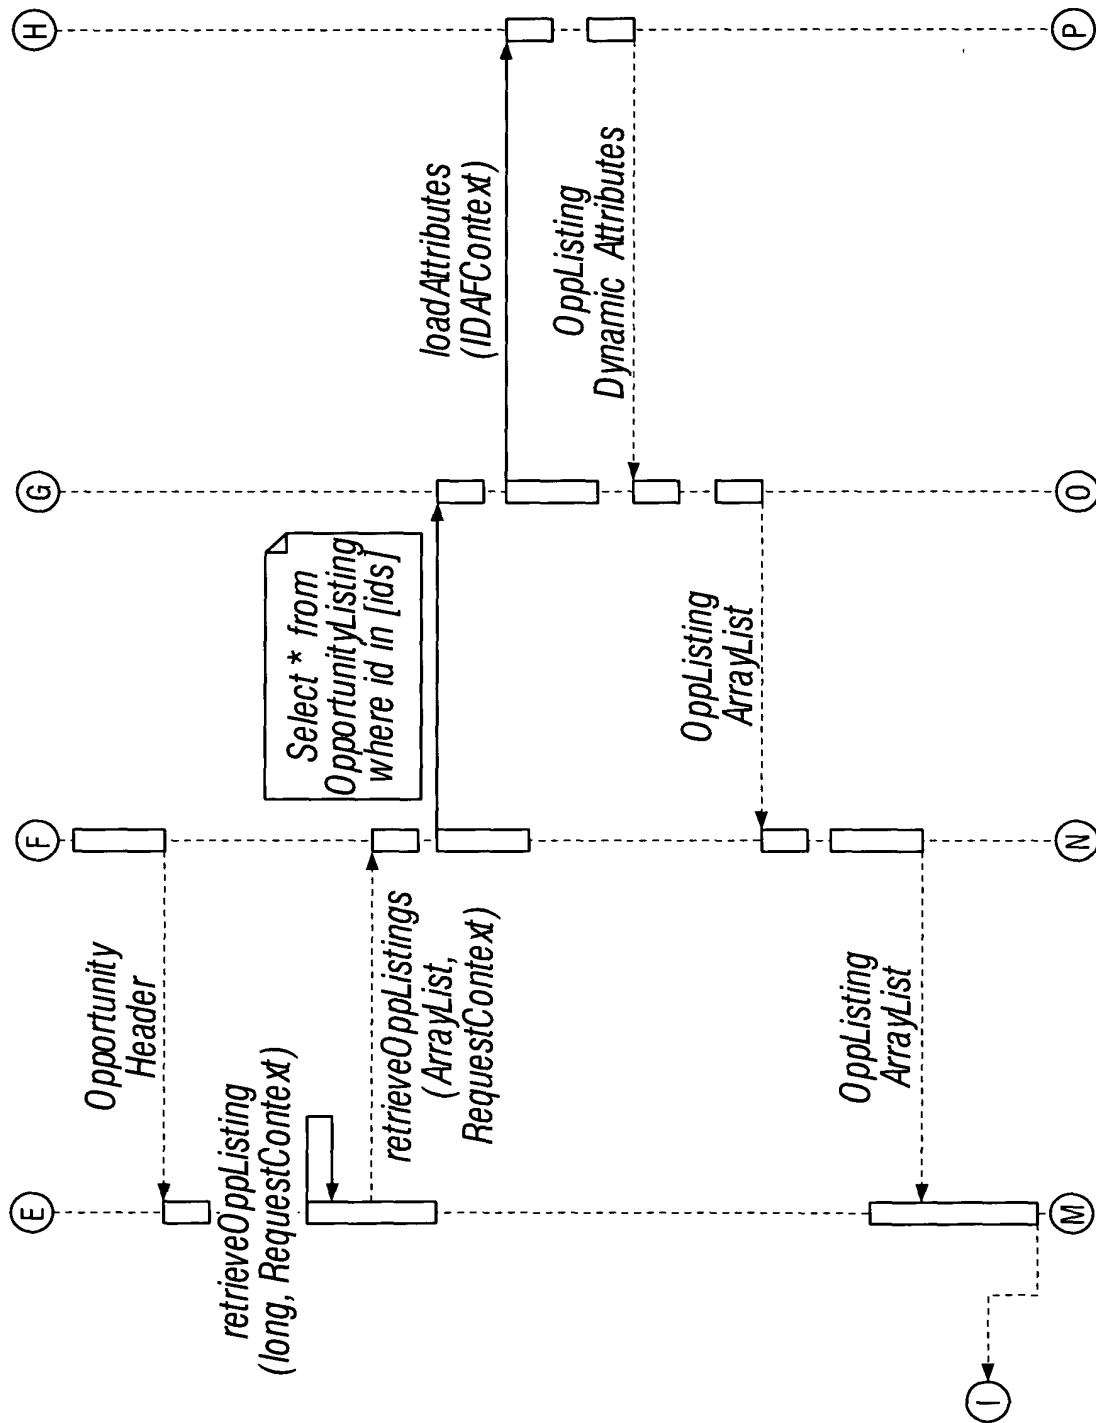 H
P
loadAttributes
(IDAFContext)
OppListing
Dynamic Attributes
G
O
Select * from
OpportunityListing
where id in [ids]
OppListing
ArrayList
F
N
Opportunity
Header
retrieveOppListings
(ArrayList,
RequestContext)
OppListing
ArrayList
retrieveOppListing
(long, RequestContext)
E
M
I